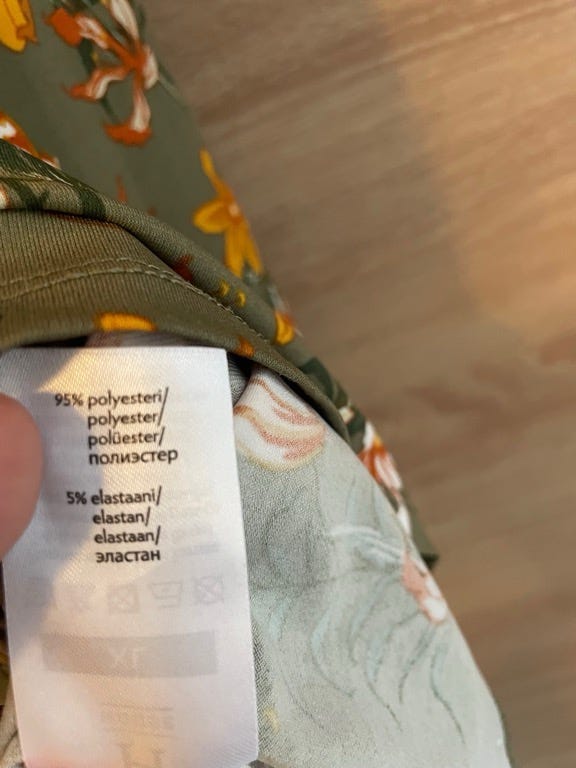 95% polyesteri/
polyester/
polüester/
полиэстер
5% elastaani/
elastan/
elastaan/
эластан